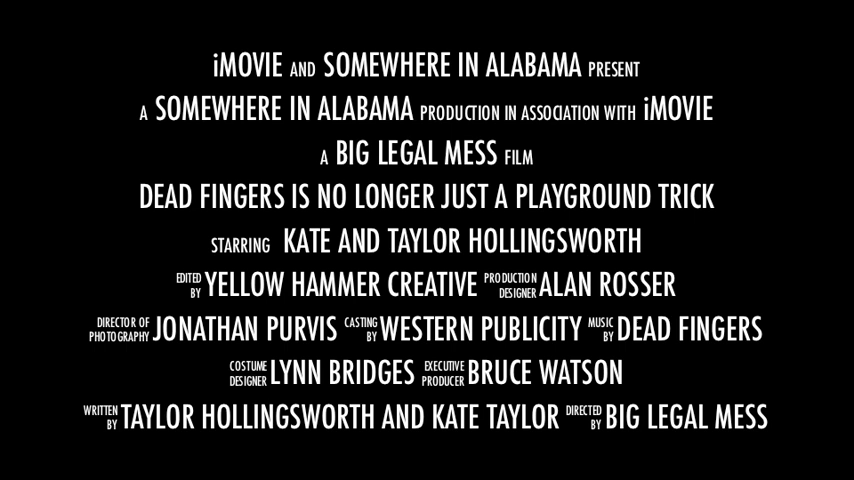 iMOVIE AND SOMEWHERE IN ALABAMA PRESENT
A SOMEWHERE IN ALABAMA PRODUCTION IN ASSOCIATION WITH iMOVIE
A BIG LEGAL MESS FILM
DEAD FINGERS IS NO LONGER JUST A PLAYGROUND TRICK
STARRING KATE AND TAYLOR HOLLINGSWORTH
EDITED BY YELLOW HAMMER CREATIVE PRODUCTION DESIGNER ALAN ROSSER
DIRECTOR OF PHOTOGRAPHY JONATHAN PURVIS CASTING BY WESTERN PUBLICITY MUSIC BY DEAD FINGERS
COSTUME DESIGNER LYNN BRIDGES EXECUTIVE PRODUCER BRUCE WATSON
WRITTEN BY TAYLOR HOLLINGSWORTH AND KATE TAYLOR DIRECTED BY BIG LEGAL MESS